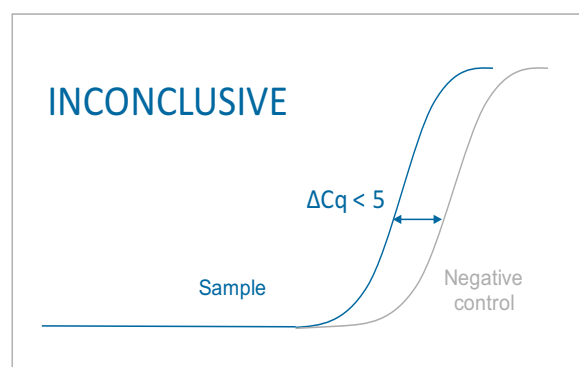 INCONCLUSIVE
ΔCq < 5
Sample
Negative
control